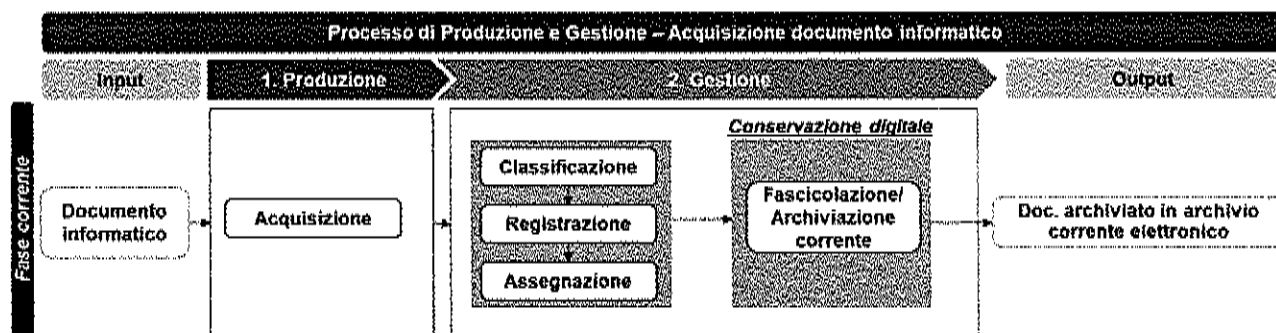 Processo di Produzione e Gestione – Acquisizione documento informatico
Input
1. Produzione
2. Gestione
Output
Fase corrente
Documento
informatico
Acquisizione
Classificazione
Registrazione
Assegnazione
Conservazione digitale
Fascicolazione/
Archiviazione
corrente
Doc. archiviato in archivio
corrente elettronico